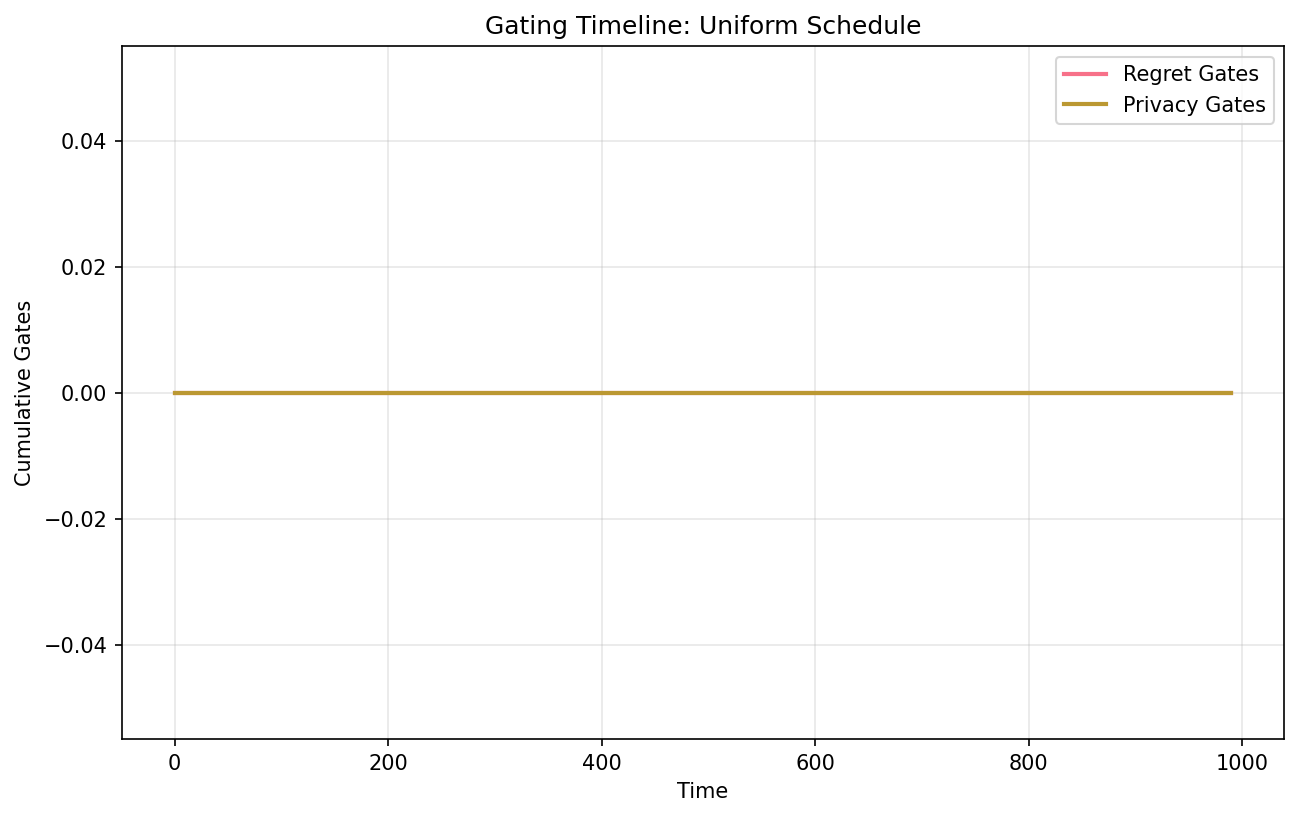 Gating Timeline: Uniform Schedule
Regret Gates
Privacy Gates
Cumulative Gates
0.04
0.02
0.00
−0.02
−0.04
0 200 400 600 800 1000
Time